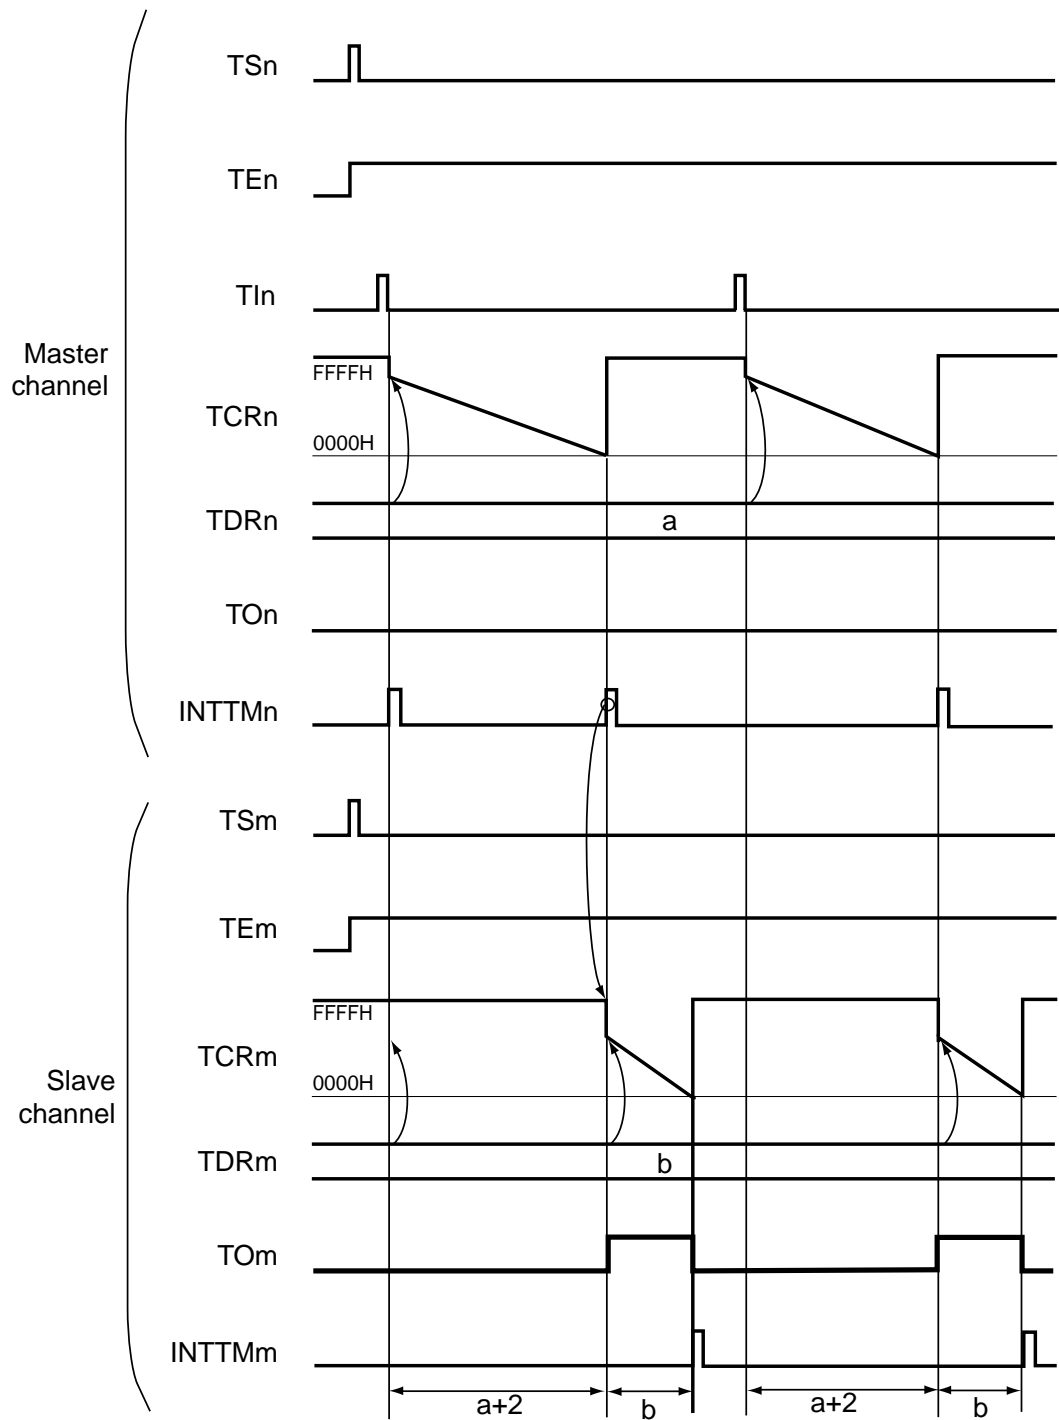 TSn
TEn
TIn
Master
channel
FFFFH
TCRn
0000H
TDRn
a
TOn
INTTMn
TSm
TEm
FFFFH
TCRm
0000H
Slave
channel
TDRm
b
TOm
INTTMm
a+2
b
a+2
b